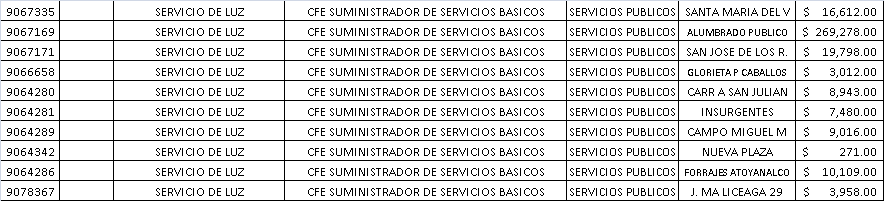 9067335 SERVICIO DE LUZ CFE SUMINISTRADOR DE SERVICIOS BASICOS SERVICIOS PUBLICOS SANTA MARIA DEL V $ 16,612.00
9067169 SERVICIO DE LUZ CFE SUMINISTRADOR DE SERVICIOS BASICOS SERVICIOS PUBLICOS ALUMBRADO PUBLICO $ 269,278.00
9067171 SERVICIO DE LUZ CFE SUMINISTRADOR DE SERVICIOS BASICOS SERVICIOS PUBLICOS SAN JOSE DE LOS R. $ 19,798.00
9066658 SERVICIO DE LUZ CFE SUMINISTRADOR DE SERVICIOS BASICOS SERVICIOS PUBLICOS GLORIETA P CABALLOS $ 3,012.00
9064280 SERVICIO DE LUZ CFE SUMINISTRADOR DE SERVICIOS BASICOS SERVICIOS PUBLICOS CARR A SAN JULIAN $ 8,943.00
9064281 SERVICIO DE LUZ CFE SUMINISTRADOR DE SERVICIOS BASICOS SERVICIOS PUBLICOS INSURGENTES $ 7,480.00
9064289 SERVICIO DE LUZ CFE SUMINISTRADOR DE SERVICIOS BASICOS SERVICIOS PUBLICOS CAMPO MIGUEL M $ 9,016.00
9064342 SERVICIO DE LUZ CFE SUMINISTRADOR DE SERVICIOS BASICOS SERVICIOS PUBLICOS NUEVA PLAZA $ 271.00
9064286 SERVICIO DE LUZ CFE SUMINISTRADOR DE SERVICIOS BASICOS SERVICIOS PUBLICOS FORRAJES ATOYANALCO $ 10,109.00
9078367 SERVICIO DE LUZ CFE SUMINISTRADOR DE SERVICIOS BASICOS SERVICIOS PUBLICOS J. MA LICEAGA 29 $ 3,958.00